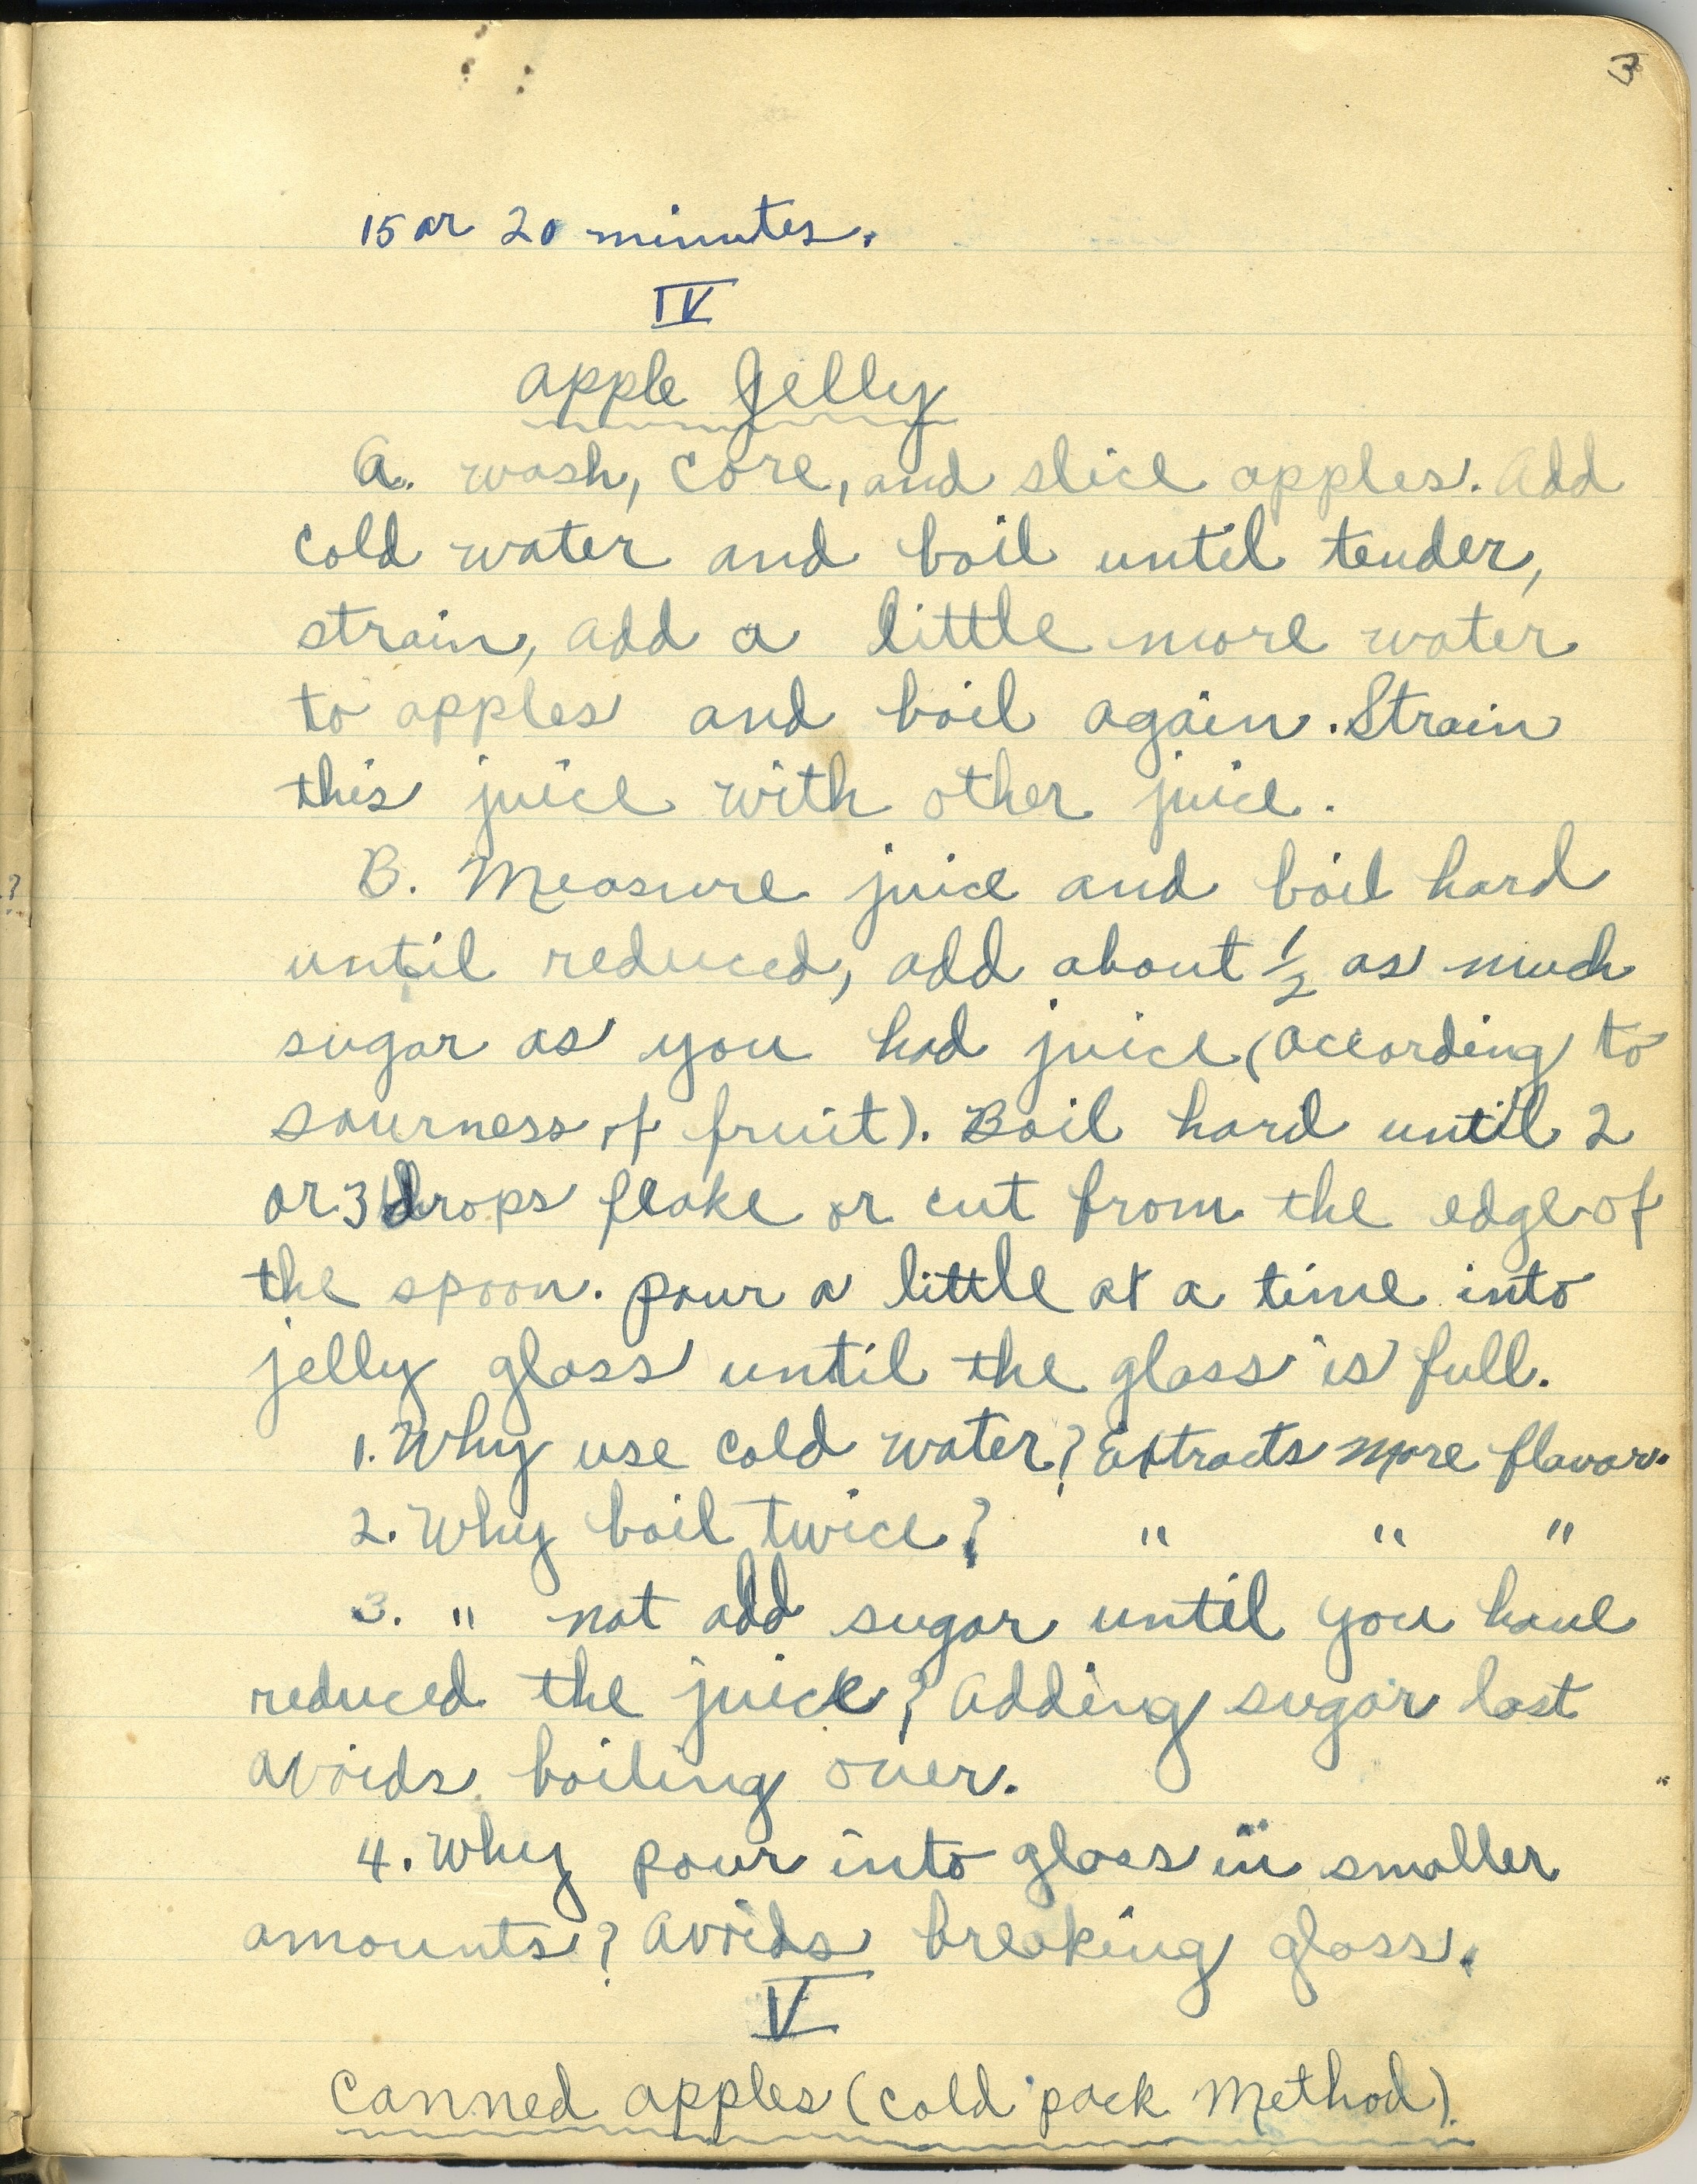 3
15 or 20 minutes.
IV
Apple Jelly
A. wash, core, and slice apples. Add
cold water and boil until tender,
strain, add a little more water
to apples and boil again. Strain
this juice with other juice.
B. Measure juice and boil hard
until reduced, add about 1/2 as much
sugar as you had juice (according to
sourness of fruit). Boil hard until 2
or 3 drops flake or cut from the edge of
the spoon. pour a little at a time into
jelly glass until the glass is full.
1. Why use cold water? Extracts more flavor.
2. Why boil twice? " " "
3. " not add sugar until you have
reduced the juice? Adding sugar last
avoids boiling over.
4. Why pour into glass in smaller
amounts? Avoids breaking glass.
V
Canned apples (cold pack Method).